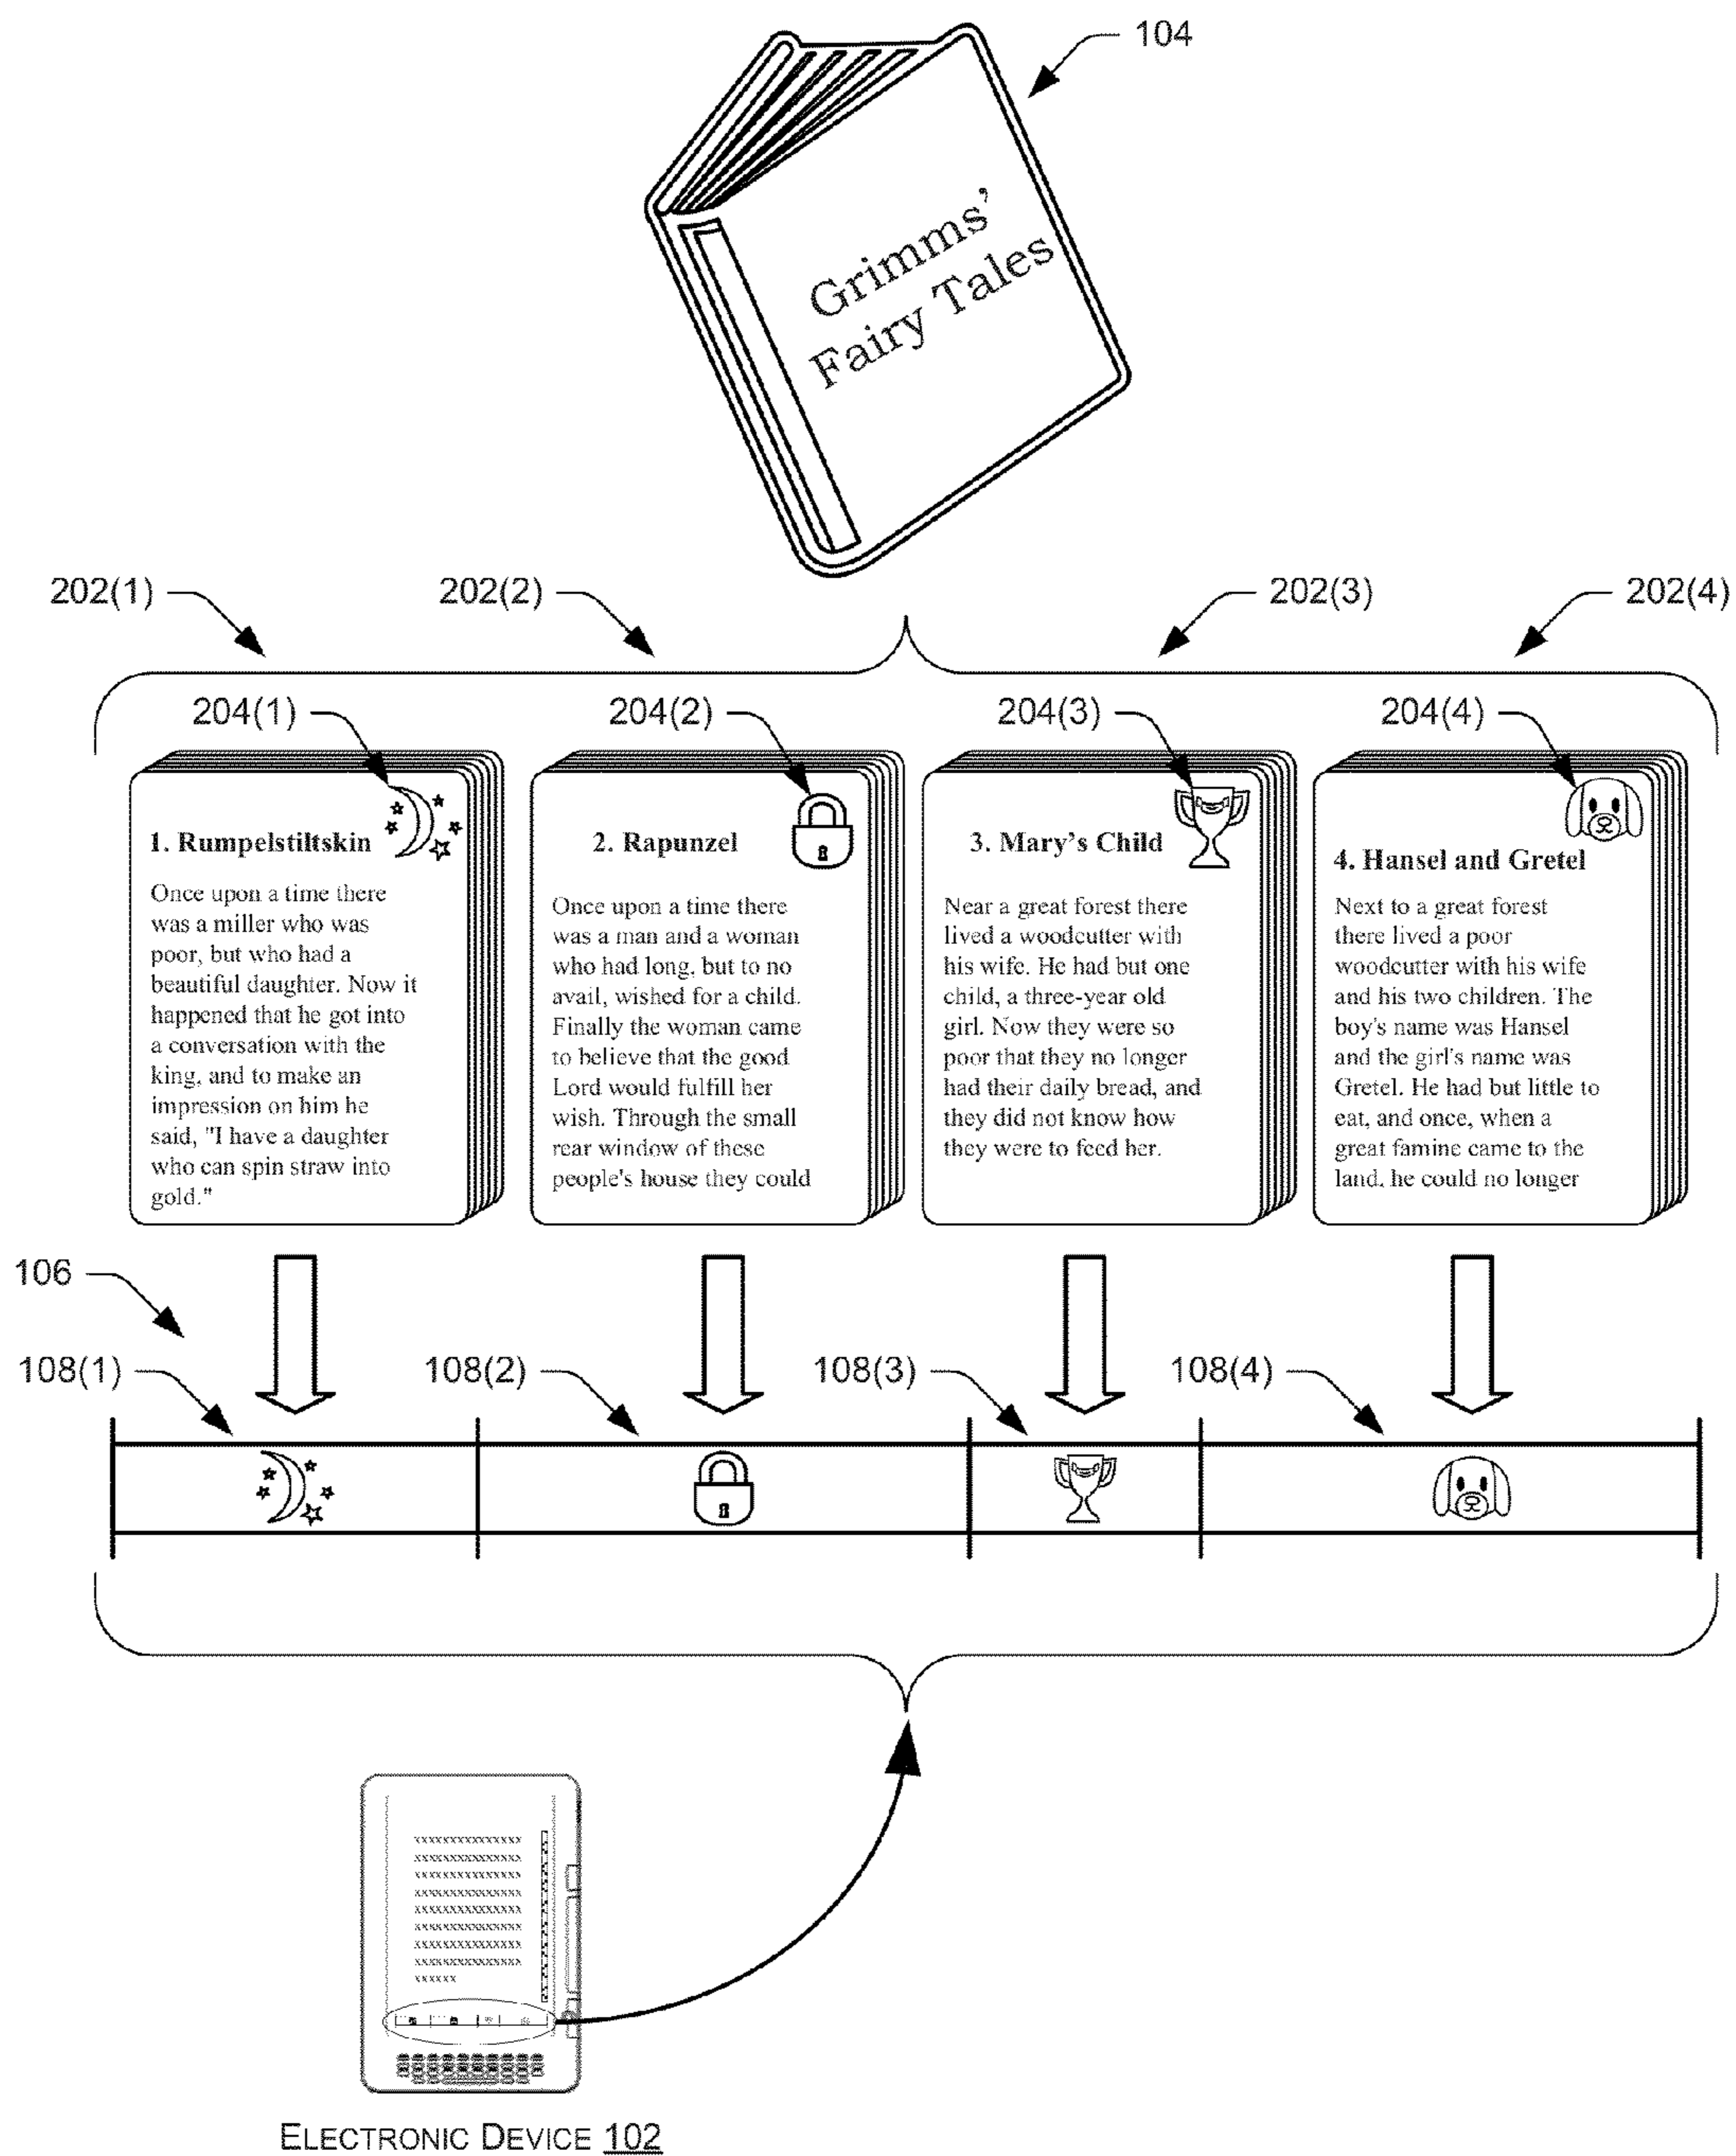 104
Grimms'
Fairy Tales
202(1)
202(2)
202(3)
202(4)
204(1)
204(2)
204(3)
204(4)
1. Rumpelstiltskin
Once upon a time there
was a miller who was
poor, but who had a
beautiful daughter. Now it
happened that he got into
a conversation with the
king, and to make an
impression on him he
said, "I have a daughter
who can spin straw into
gold."
2. Rapunzel
Once upon a time there
was a man and a woman
who had long, but to no
avail, wished for a child.
Finally the woman came
to believe that the good
Lord would fulfill her
wish. Through the small
rear window of these
people's house they could
3. Mary's Child
Near a great forest there
lived a woodcutter with
his wife. He had but one
child, a three-year old
girl. Now they were so
poor that they no longer
had their daily bread, and
they did not know how
they were to feed her.
4. Hansel and Gretel
Next to a great forest
there lived a poor
woodcutter with his wife
and his two children. The
boy's name was Hansel
and the girl's name was
Gretel. He had but little to
eat, and once, when a
great famine came to the
land, he could no longer
106
108(1)
108(2)
108(3)
108(4)
xxxxxxxxxxxxxxx
xxxxxxxxxxxxxxx
xxxxxxxxxxxxxxx
xxxxxxxxxxxxxxx
xxxxxxxxxxxxxxx
xxxxxxxxxxxxxxx
xxxxxxxxxxxxxxx
xxxxxxxxxxxxxxx
xxxxxx
ELECTRONIC DEVICE 102